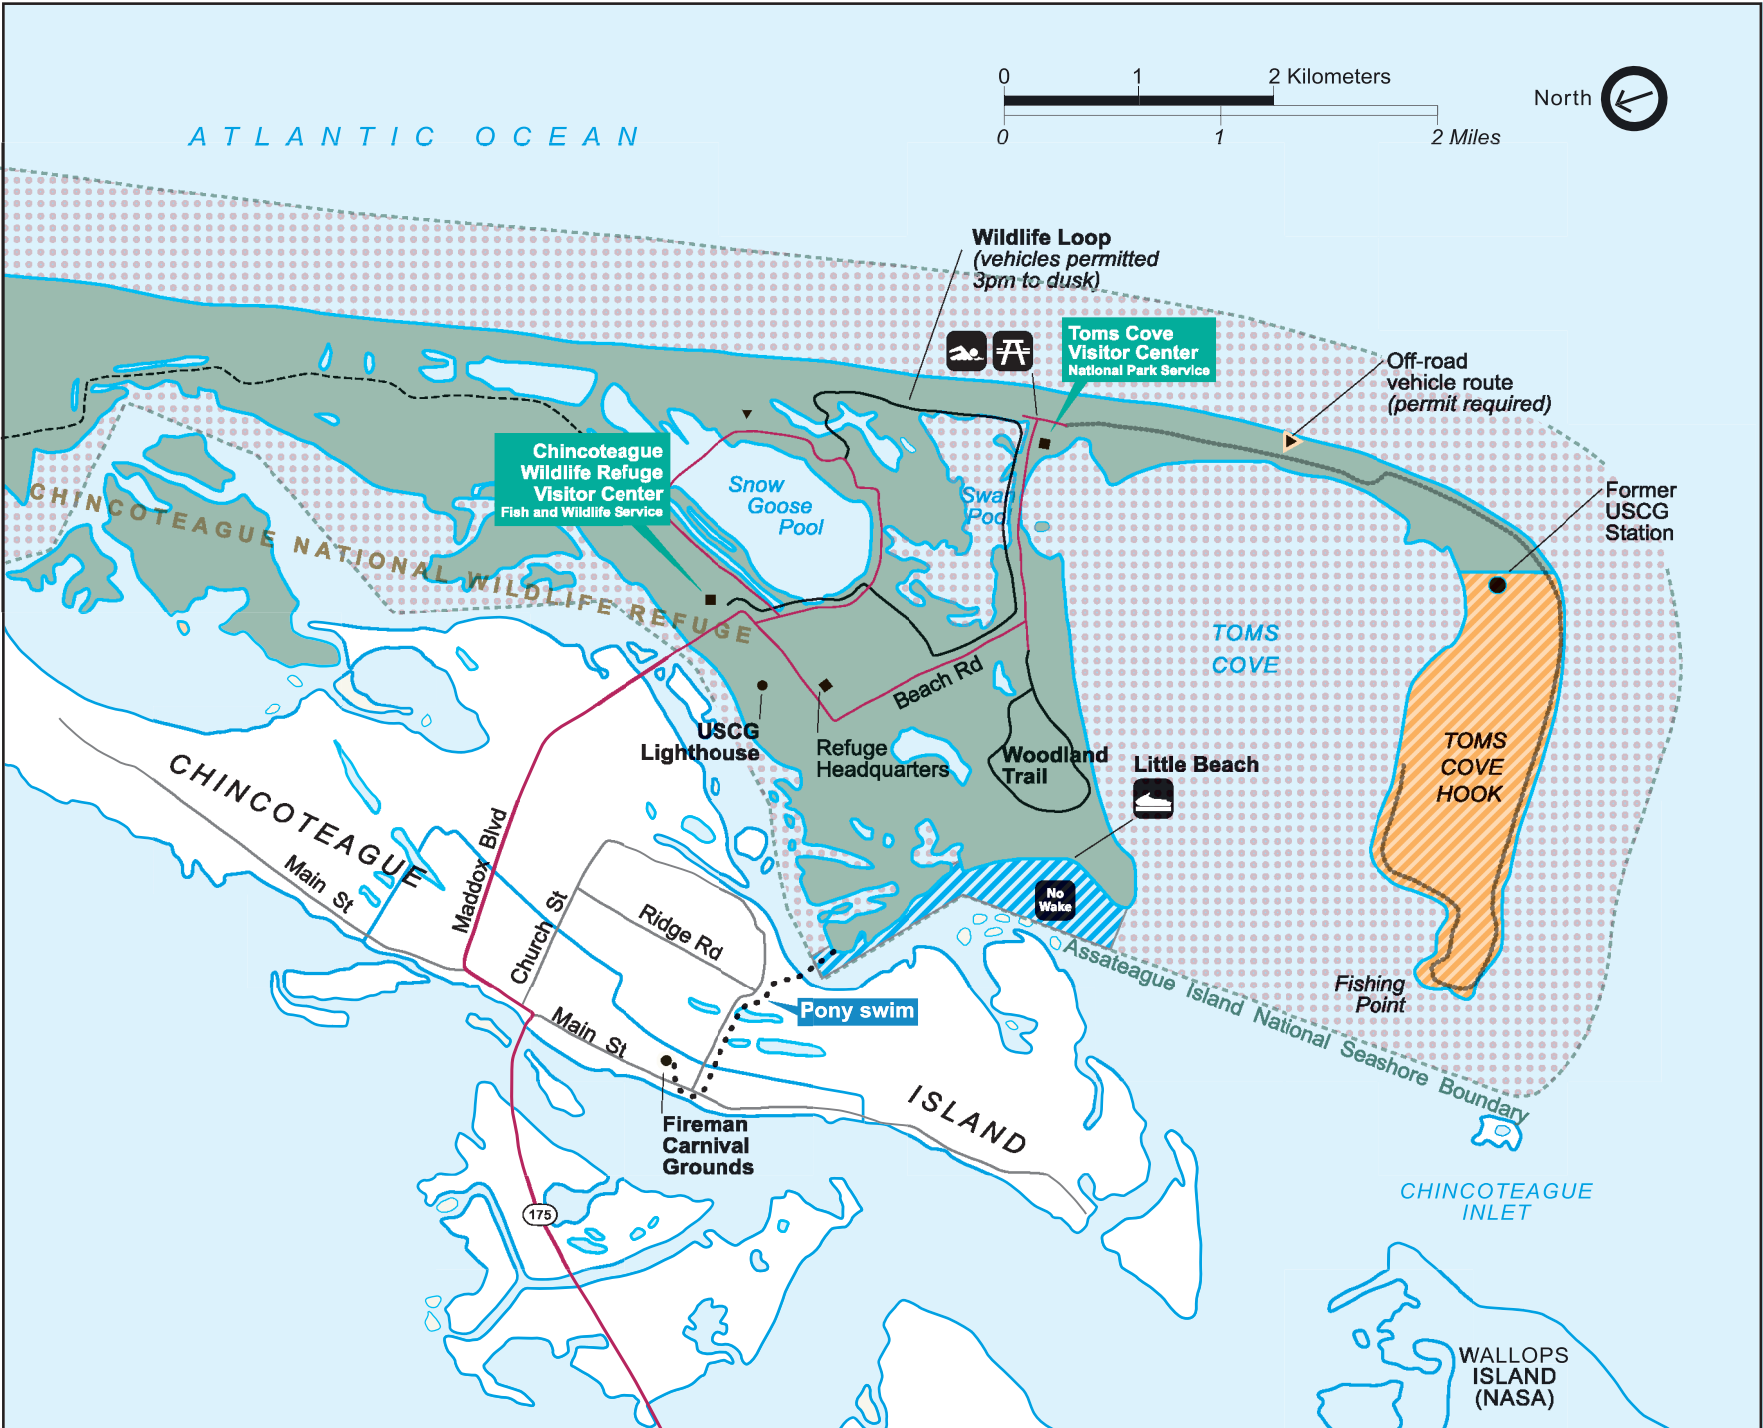 0 1 2 Kilometers
0 1 2 Miles
North
ATLANTIC OCEAN
Wildlife Loop
(vehicles permitted
3pm to dusk)
Toms Cove
Visitor Center
National Park Service
Off-road
vehicle route
(permit required)
Chincoteague
Wildlife Refuge
Visitor Center
Fish and Wildlife Service
Snow
Goose
Pool
Swan
Pool
Former
USCG
Station
CHINCOTEAGUE NATIONAL WILDLIFE REFUGE
TOMS
COVE
Beach Rd
USCG
Lighthouse
Refuge
Headquarters
Woodland
Trail
Little Beach
TOMS
COVE
HOOK
CHINCOTEAGUE
Main St
Maddox Blvd
Church St
Ridge Rd
No
Wake
Assateague Island National Seashore Boundary
Fishing
Point
Pony swim
Main St
ISLAND
Fireman
Carnival
Grounds
175
CHINCOTEAGUE
INLET
WALLOPS
ISLAND
(NASA)